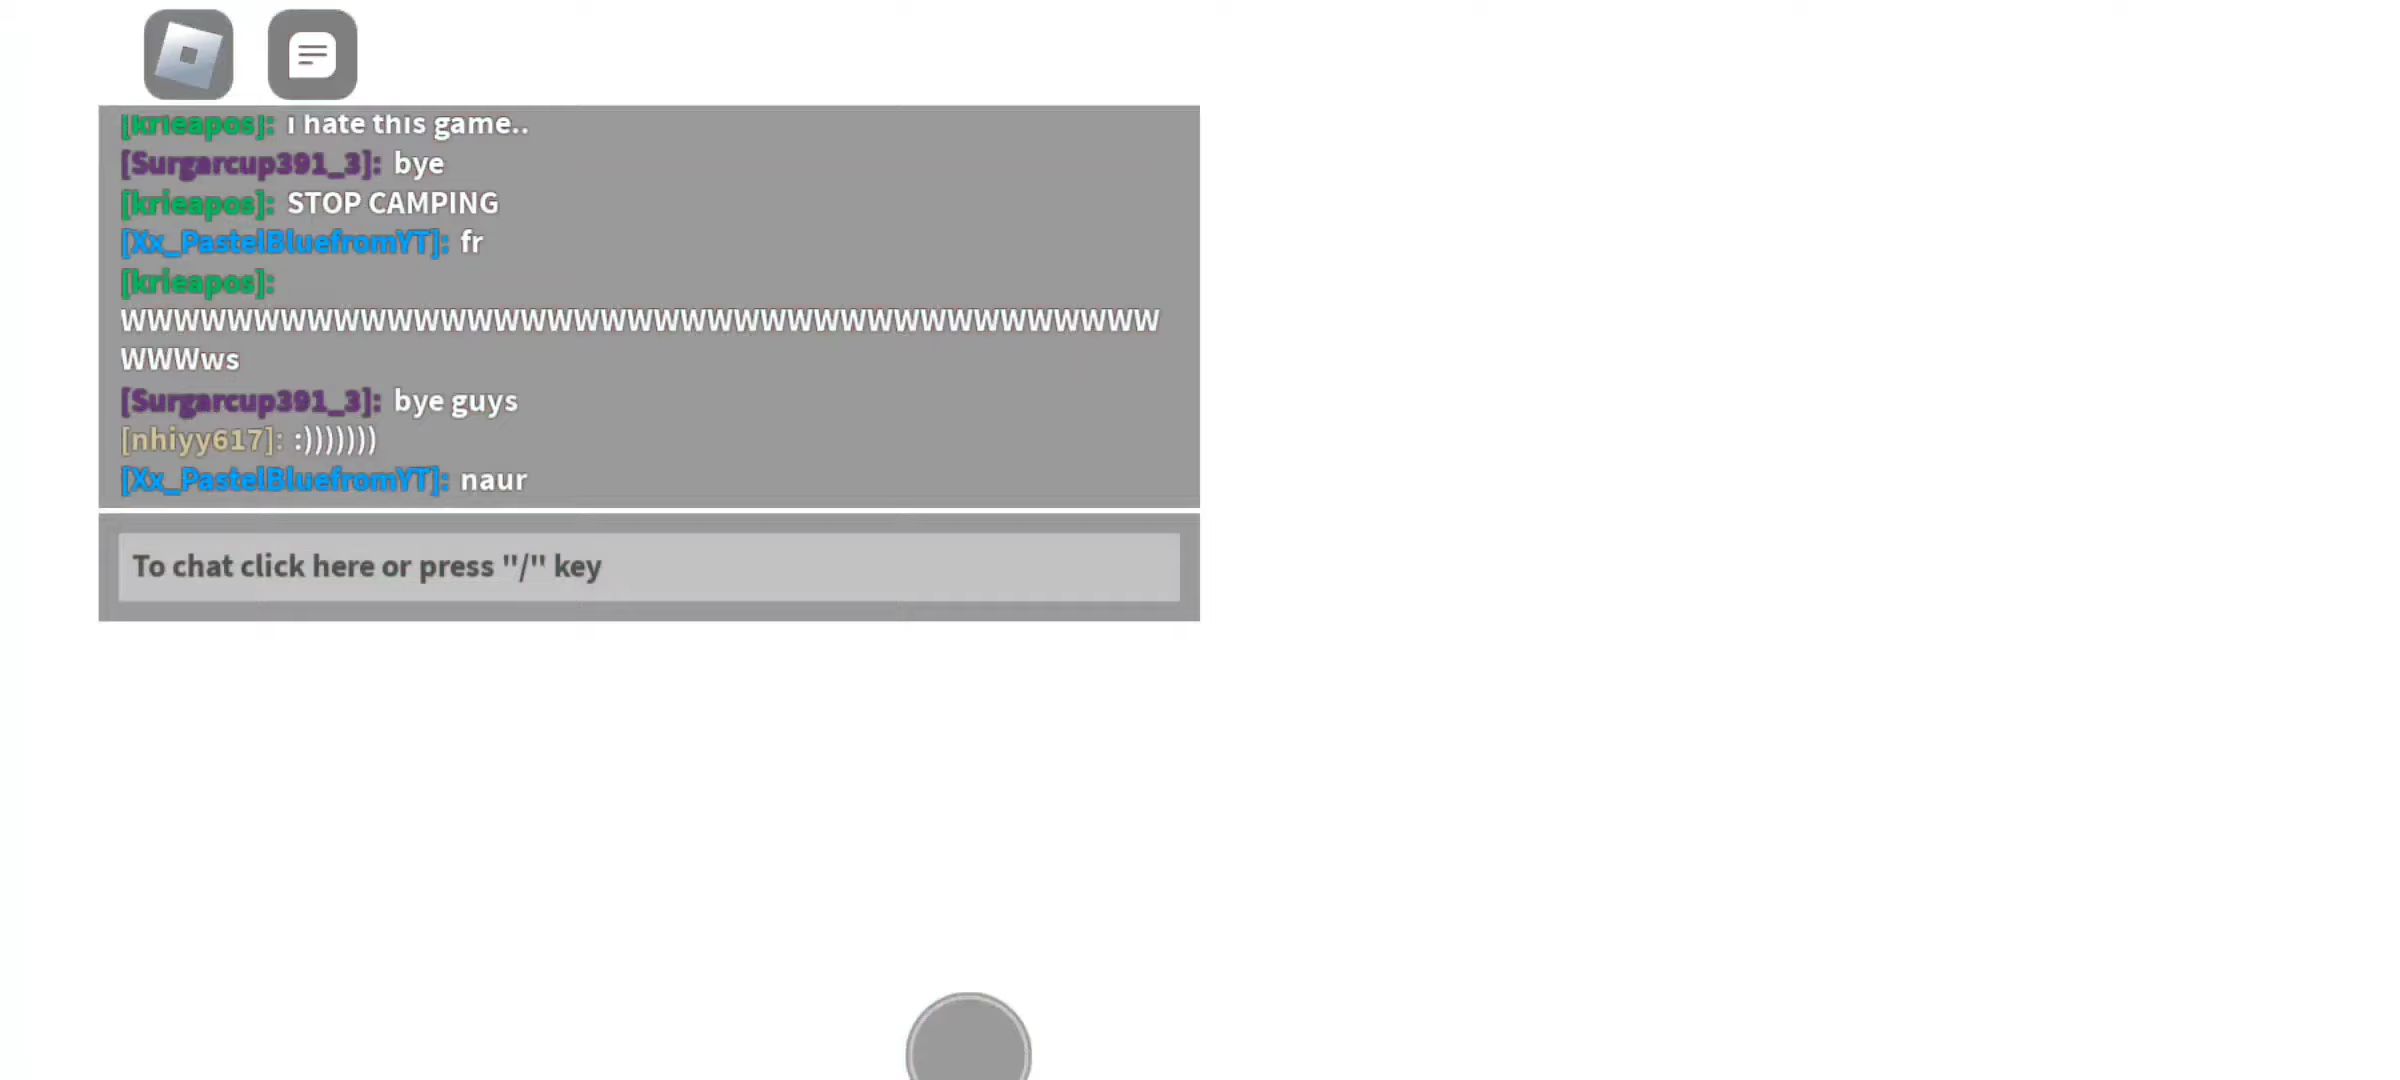 [krieapos]: i hate this game..
[Surgarcup391_3]: bye
[krieapos]: STOP CAMPING
[Xx_PastelBluefromYT]: fr
[krieapos]:
WWWWWWWWWWWWWWWWWWWWWWWWWWWWWWWWWWWWWWW
WWWws
[Surgarcup391_3]: bye guys
[nhiyy617]: :)))))))
[Xx_PastelBluefromYT]: naur
To chat click here or press "/" key